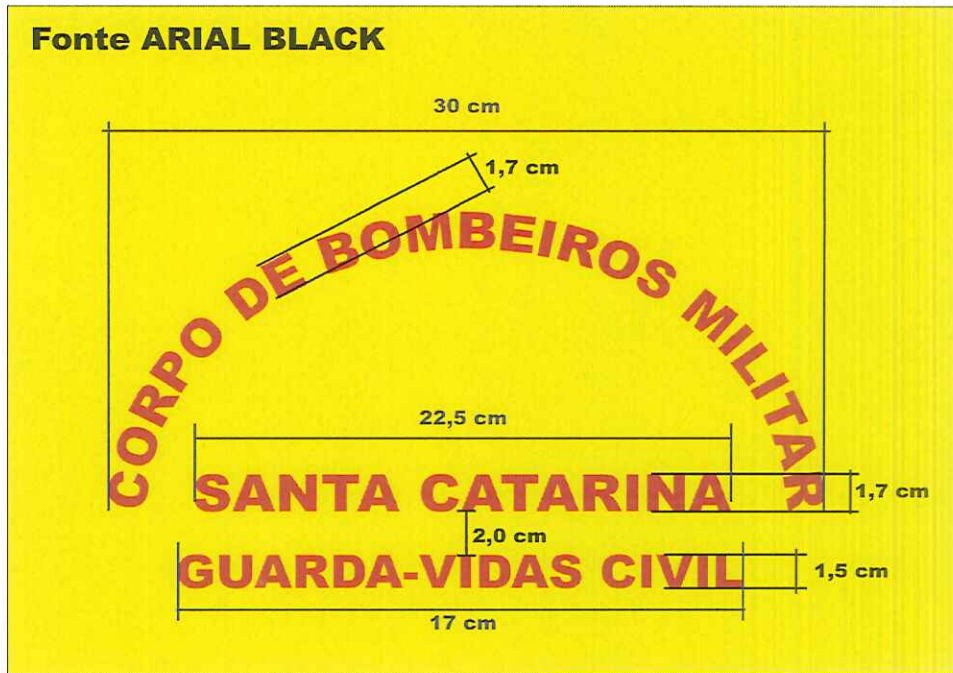 Fonte ARIAL BLACK
30 cm
1,7 cm
CORPO DE BOMBEIROS MILITAR
22,5 cm
SANTA CATARINA
1,7 cm
2,0 cm
GUARDA-VIDAS CIVIL
1,5 cm
17 cm